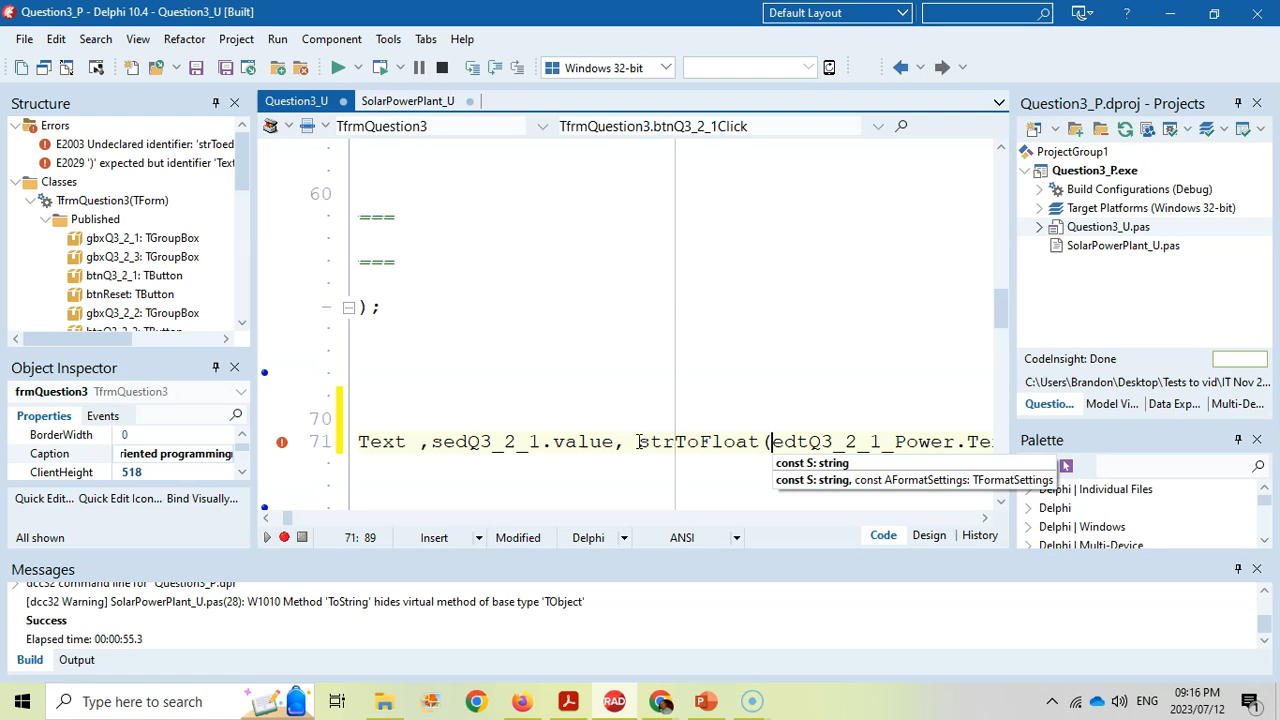 Question3_P - Delphi 10.4 - Question3_U [Built]
Default Layout
File Edit Search View Refactor Project Run Component Tools Tabs Help
Windows 32-bit
Structure
Errors
E2003 Undeclared identifier: 'strToed
E2029 ')' expected but identifier 'Text
Classes
TfrmQuestion3(TForm)
Published
gbxQ3_2_1: TGroupBox
gbxQ3_2_3: TGroupBox
btnQ3_2_1: TButton
btnReset: TButton
gbxQ3_2_2: TGroupBox
Object Inspector
frmQuestion3 TfrmQuestion3
Properties Events
BorderWidth 0
Caption riented programming
ClientHeight 518
Quick Edit... Quick Edit... Bind Visually...
All shown
Question3_U SolarPowerPlant_U
TfrmQuestion3 TfrmQuestion3.btnQ3_2_1Click
60
===
===
);
70
71 Text ,sedQ3_2_1.value, strToFloat(edtQ3_2_1_Power.Te
const S: string
const S: string, const AFormatSettings: TFormatSettings
71: 89 Insert Modified Delphi ANSI Code Design History
Question3_P.dproj - Projects
ProjectGroup1
Question3_P.exe
Build Configurations (Debug)
Target Platforms (Windows 32-bit)
Question3_U.pas
SolarPowerPlant_U.pas
CodeInsight: Done
C:\Users\Brandon\Desktop\Tests to vid\IT Nov 2...
Questio... Model Vi... Data Exp... Multi-De...
Palette
Delphi | Individual Files
Delphi
Delphi | Windows
Delphi | Multi-Device
Messages
dcc32 command line for "Question3_P.dpr"
[dcc32 Warning] SolarPowerPlant_U.pas(28): W1010 Method 'ToString' hides virtual method of base type 'TObject'
Success
Elapsed time: 00:00:55.3
Build Output
Type here to search
RAD
ENG
09:16 PM
2023/07/12
1